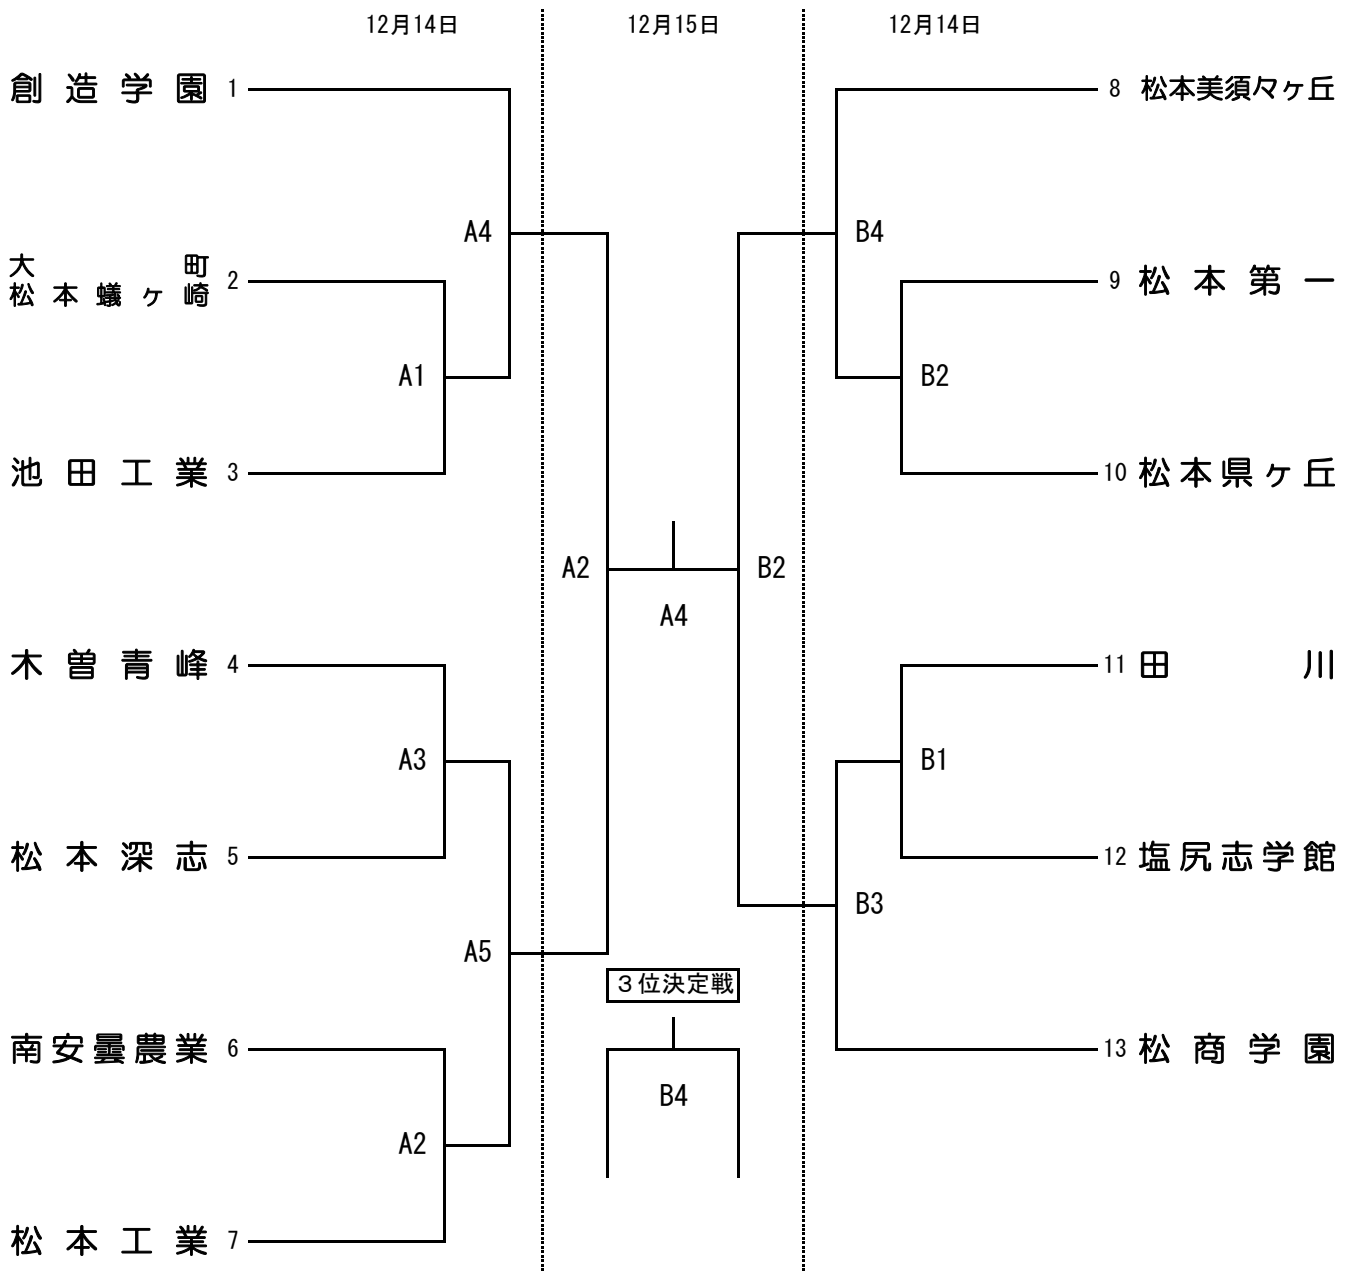 12月14日
12月15日
12月14日
創造学園 1
8 松本美須々ヶ丘
A4
B4
大町
松本蟻ヶ崎
2
9 松本第一
A1
B2
池田工業 3
10 松本県ヶ丘
A2
B2
A4
木曽青峰 4
11 田川
A3
B1
松本深志 5
12 塩尻志学館
B3
A5
3位決定戦
南安曇農業 6
13 松商学園
B4
A2
松本工業 7